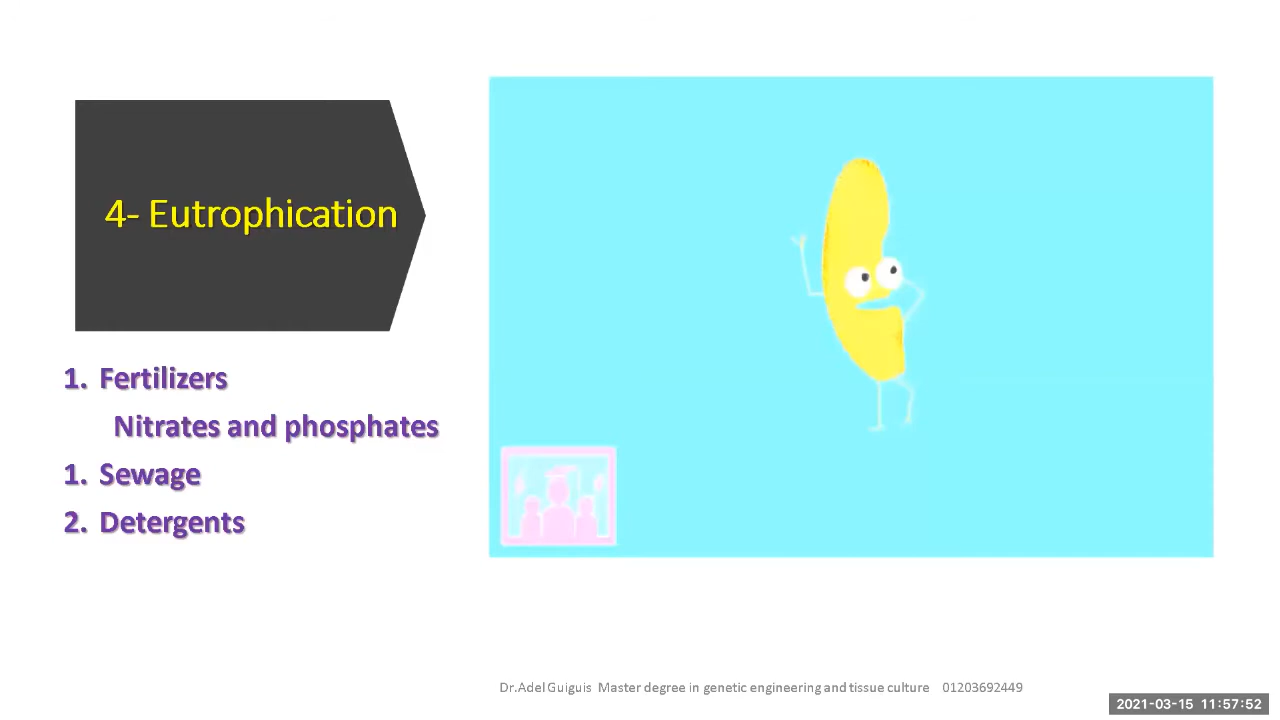 4- Eutrophication
1. Fertilizers
Nitrates and phosphates
1. Sewage
2. Detergents
Dr.Adel Guiguis Master degree in genetic engineering and tissue culture 01203692449
2021-03-15 11:57:52